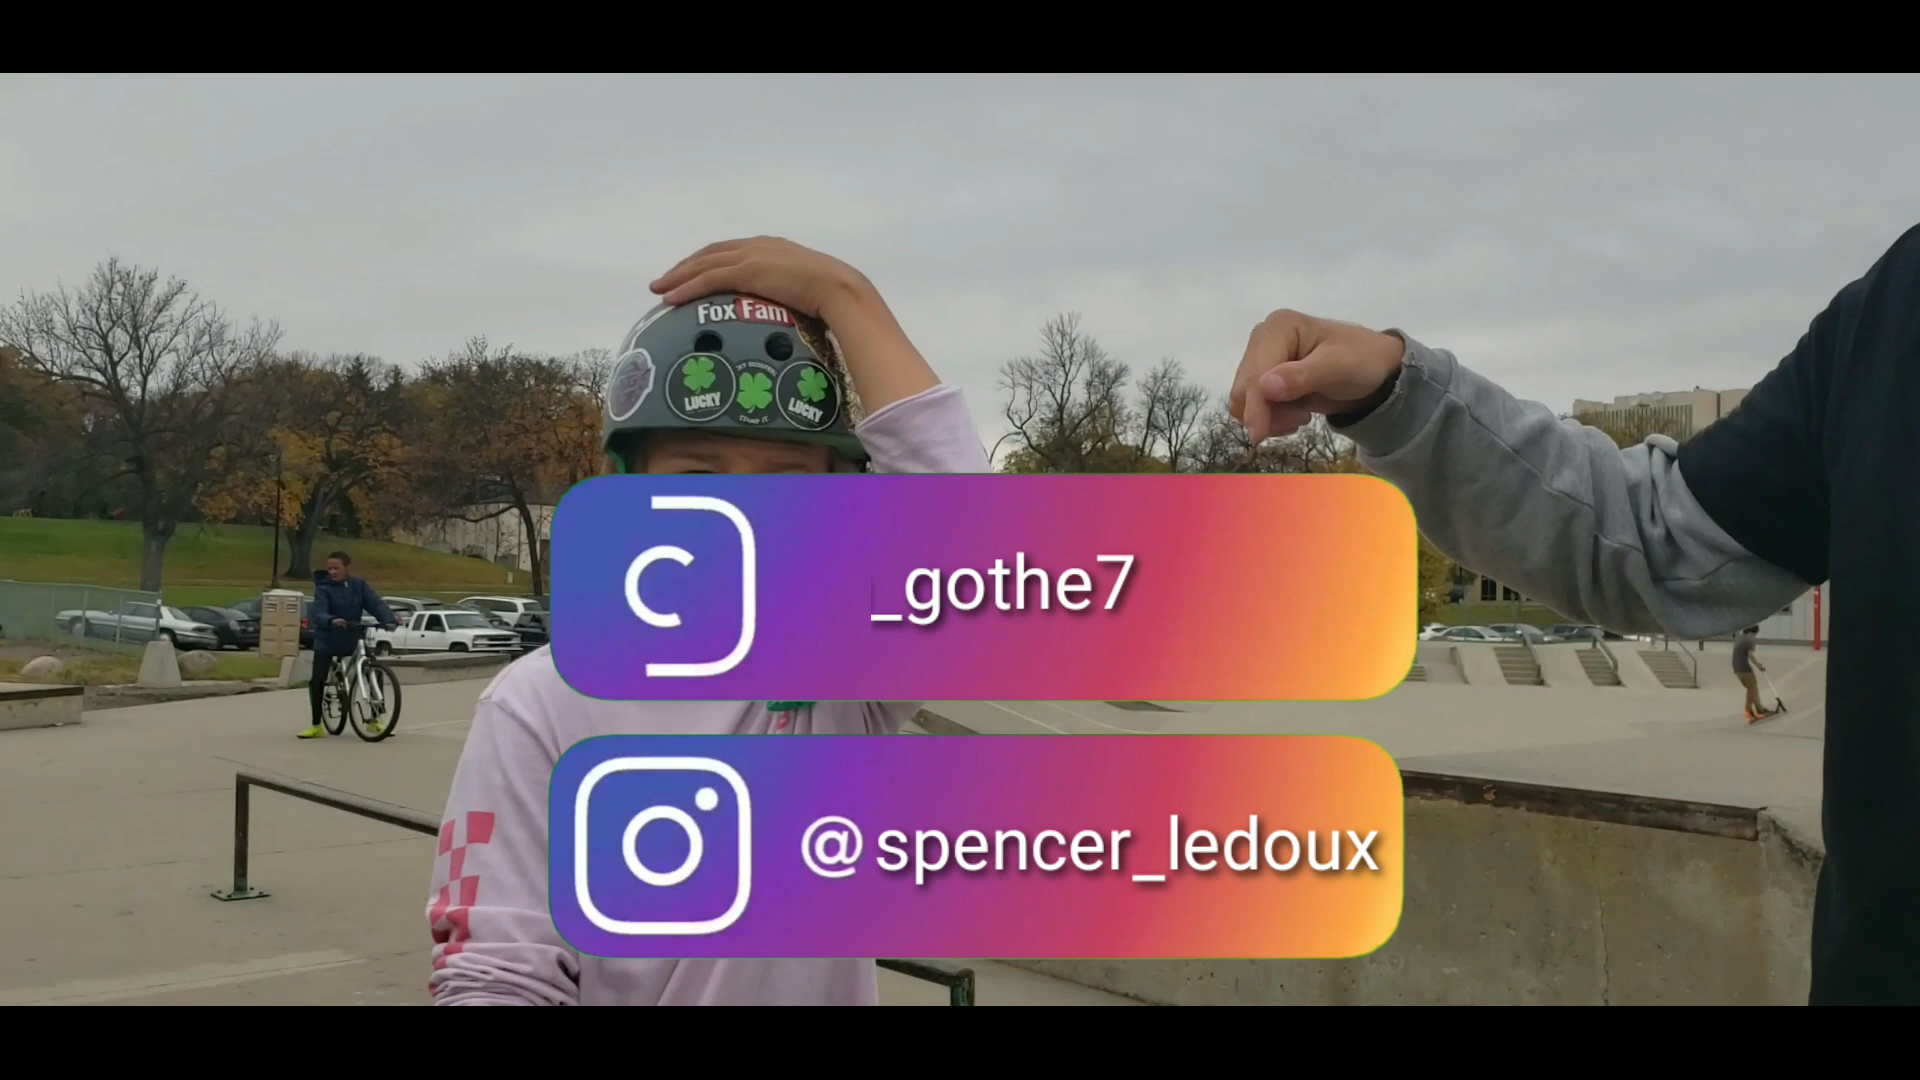 Fox Fam
LUCKY
LUCKY
_gothe7
@spencer_ledoux